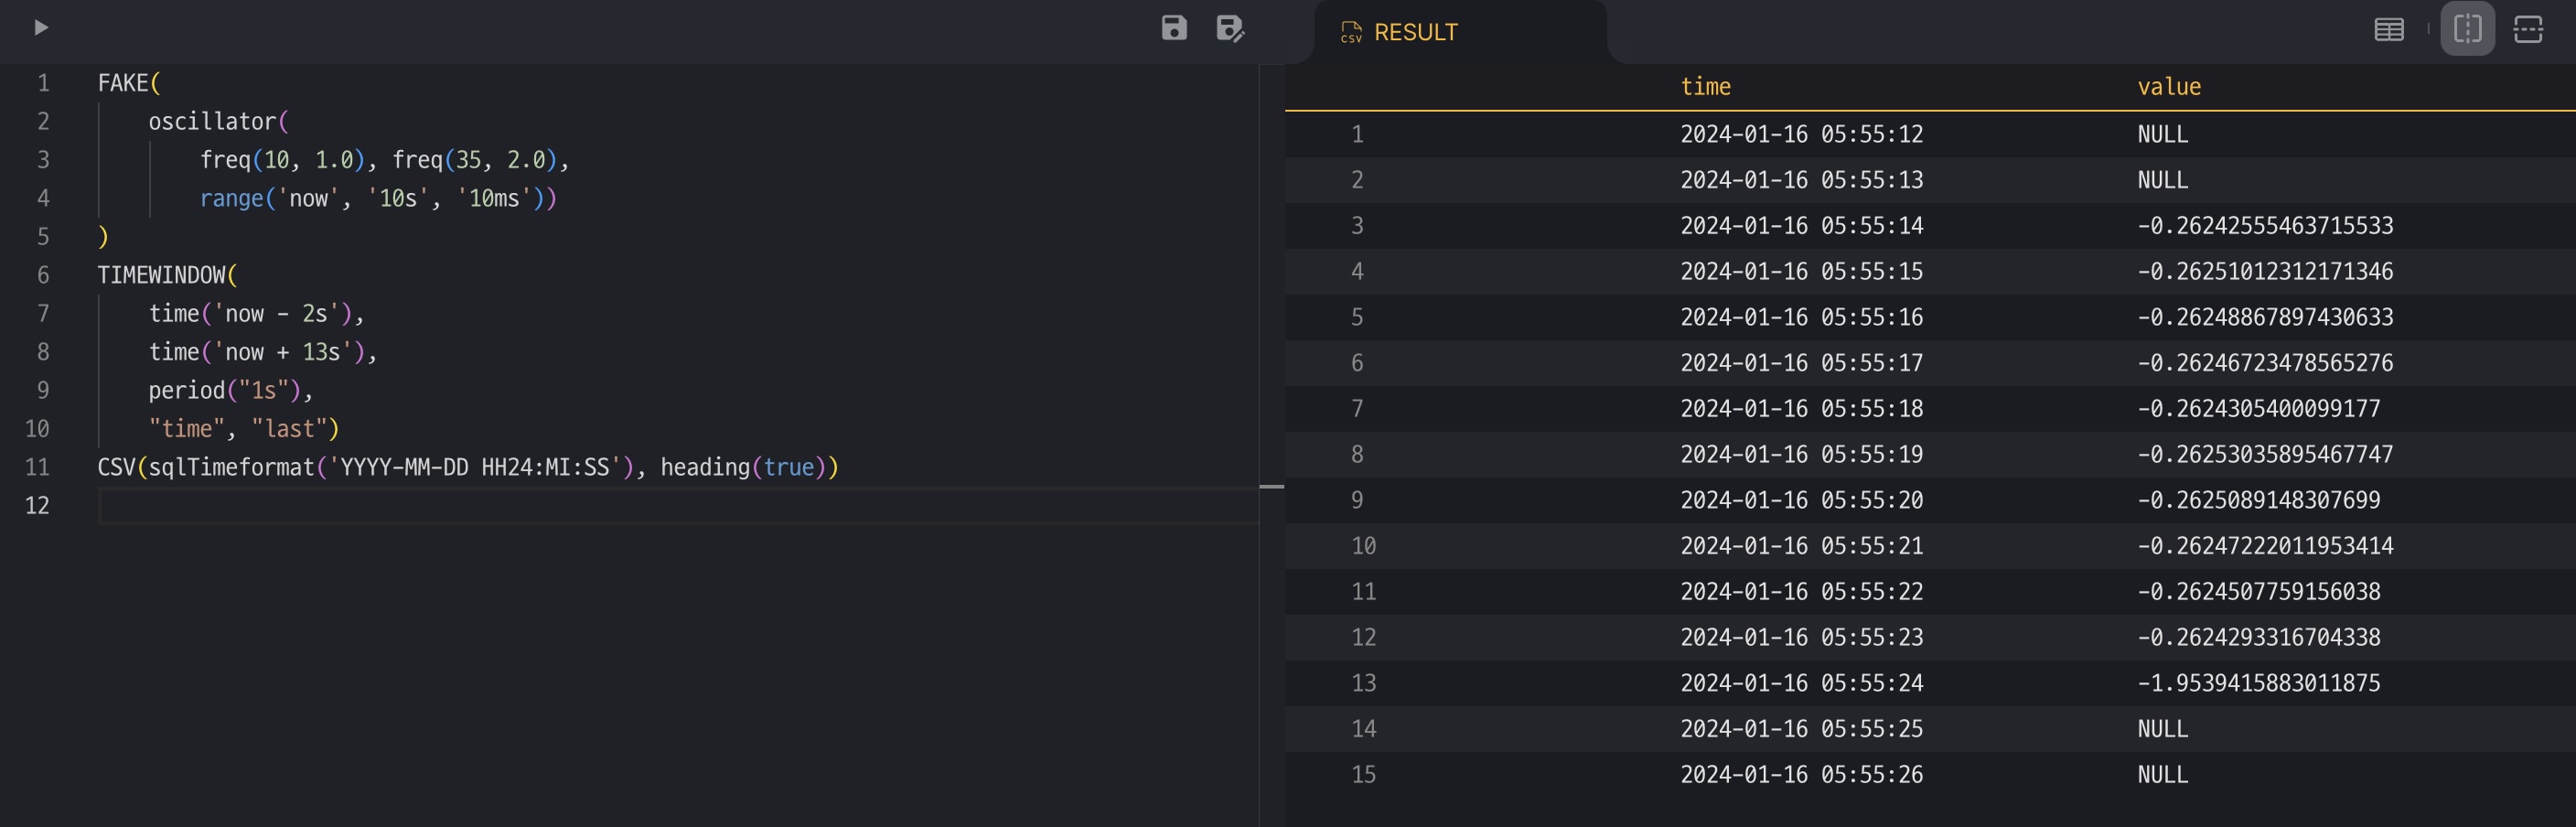 CSV RESULT
1 FAKE(
2 oscillator(
3 freq(10, 1.0), freq(35, 2.0),
4 range('now', '10s', '10ms'))
5 )
6 TIMEWINDOW(
7 time('now - 2s'),
8 time('now + 13s'),
9 period("1s"),
10 "time", "last")
11 CSV(sqlTimeformat('YYYY-MM-DD HH24:MI:SS'), heading(true))
12
time value
1 2024-01-16 05:55:12 NULL
2 2024-01-16 05:55:13 NULL
3 2024-01-16 05:55:14 -0.26242555463715533
4 2024-01-16 05:55:15 -0.26251012312171346
5 2024-01-16 05:55:16 -0.26248867897430633
6 2024-01-16 05:55:17 -0.26246723478565276
7 2024-01-16 05:55:18 -0.2624305400099177
8 2024-01-16 05:55:19 -0.26253035895467747
9 2024-01-16 05:55:20 -0.2625089148307699
10 2024-01-16 05:55:21 -0.26247222011953414
11 2024-01-16 05:55:22 -0.2624507759156038
12 2024-01-16 05:55:23 -0.2624293316704338
13 2024-01-16 05:55:24 -1.9539415883011875
14 2024-01-16 05:55:25 NULL
15 2024-01-16 05:55:26 NULL